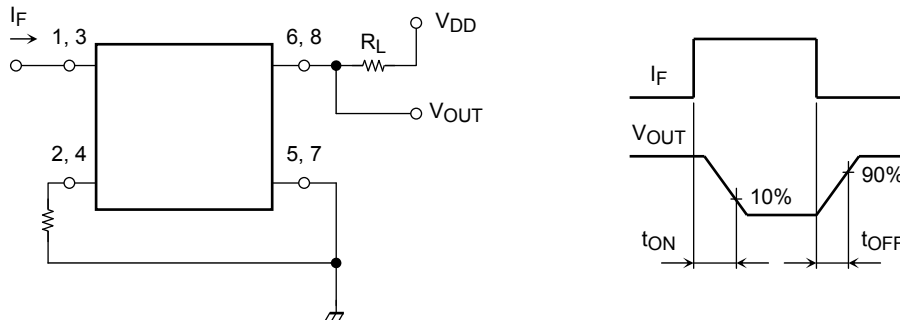 IF
1, 3
6, 8
RL
VDD
VOUT
2, 4
5, 7
IF
VOUT
10%
90%
tON
tOFF